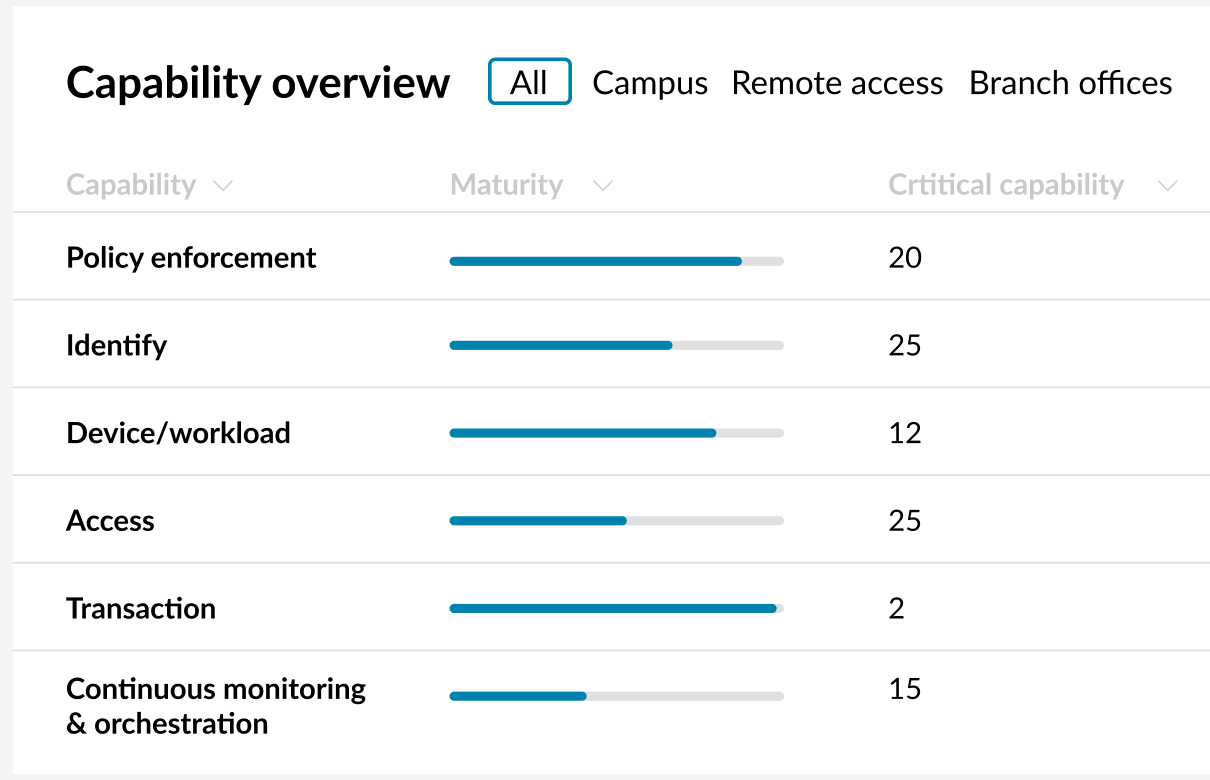 Capability overview All Campus Remote access Branch offices
Capability Maturity Crtitical capability
Policy enforcement 20
Identify 25
Device/workload 12
Access 25
Transaction 2
Continuous monitoring 15
& orchestration